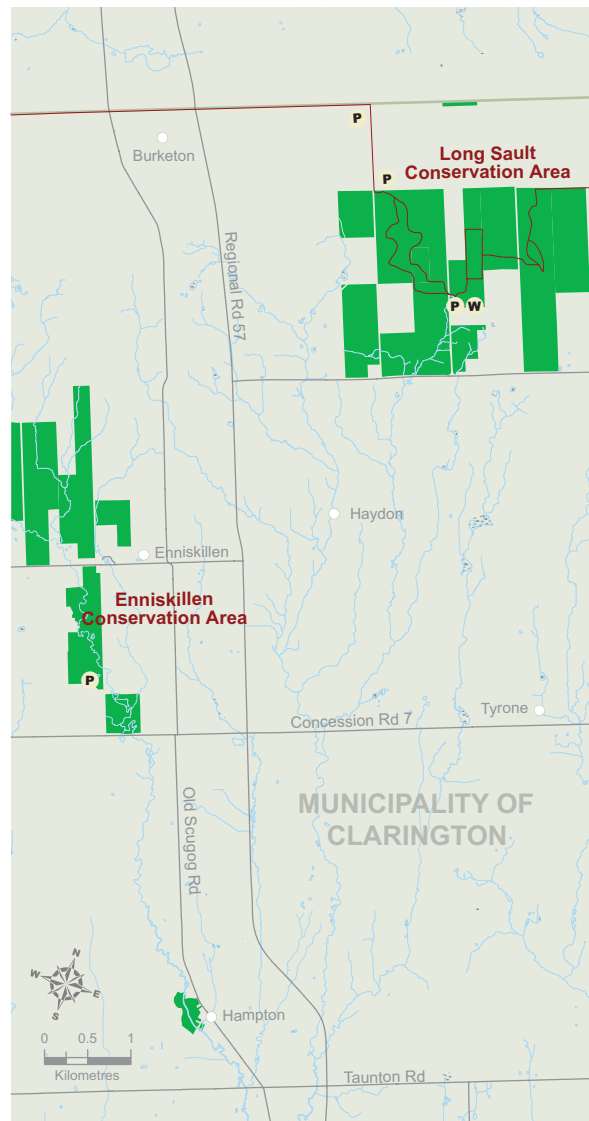 P
Burketon
Long Sault
Conservation Area
P
Regional Rd 57
P
W
Haydon
Enniskillen
Enniskillen
Conservation Area
P
Tyrone
Concession Rd 7
MUNICIPALITY OF
CLARINGTON
Old Scugog Rd
N
W
E
S
Hampton
0 0.5 1
Kilometres
Taunton Rd